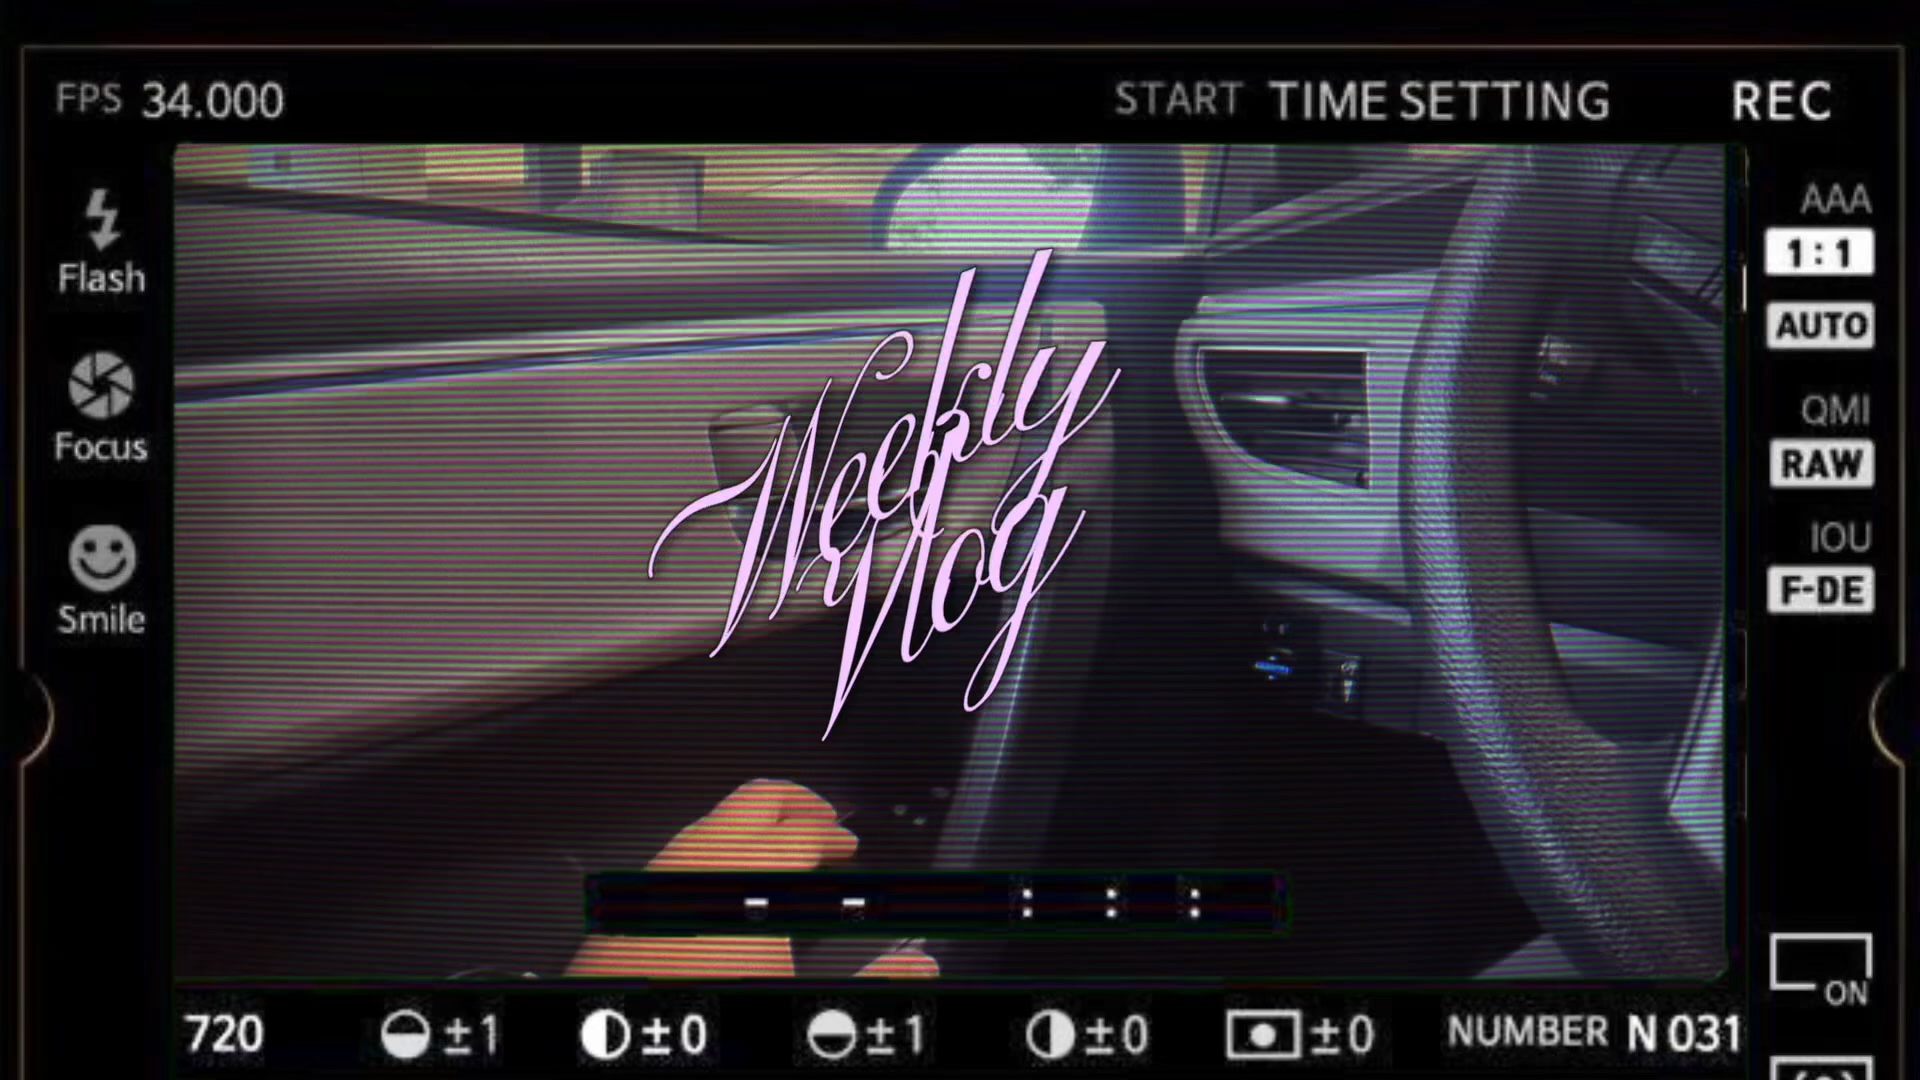 FPS 34.000
START TIME SETTING
REC
Flash
Focus
Smile
Weekly
Vlog
AAA
1:1
AUTO
QMI
RAW
IOU
F-DE
ON
720
±1
±0
±1
±0
±0
NUMBER N 031